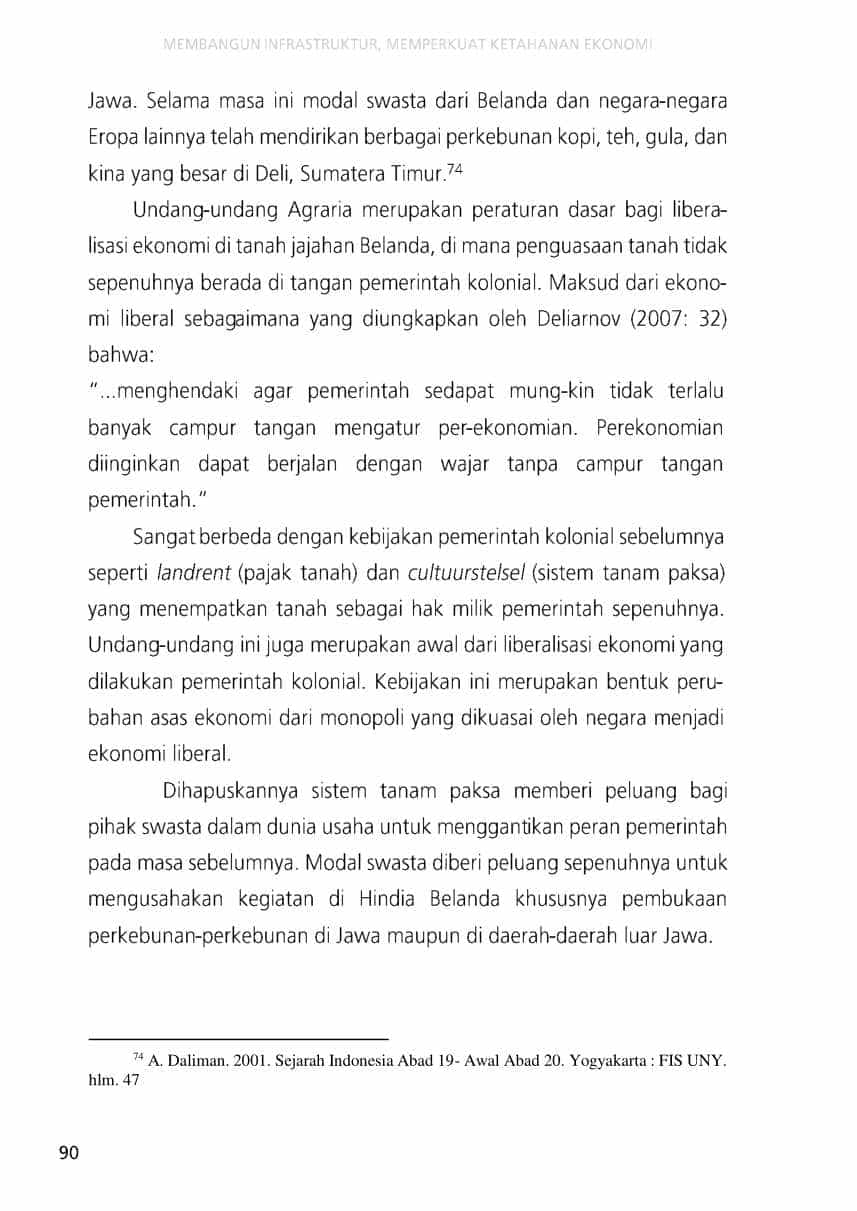 MEMBANGUN INFRASTRUKTUR, MEMPERKUAT KETAHANAN EKONOMI
Jawa. Selama masa ini modal swasta dari Belanda dan negara-negara
Eropa lainnya telah mendirikan berbagai perkebunan kopi, teh, gula, dan
kina yang besar di Deli, Sumatera Timur.74
Undang-undang Agraria merupakan peraturan dasar bagi libera-
lisasi ekonomi di tanah jajahan Belanda, di mana penguasaan tanah tidak
sepenuhnya berada di tangan pemerintah kolonial. Maksud dari ekono-
mi liberal sebagaimana yang diungkapkan oleh Deliarnov (2007: 32)
bahwa:
“...menghendaki agar pemerintah sedapat mung-kin tidak terlalu
banyak campur tangan mengatur per-ekonomian. Perekonomian
diinginkan dapat berjalan dengan wajar tanpa campur tangan
pemerintah.”
Sangat berbeda dengan kebijakan pemerintah kolonial sebelumnya
seperti landrent (pajak tanah) dan cultuurstelsel (sistem tanam paksa)
yang menempatkan tanah sebagai hak milik pemerintah sepenuhnya.
Undang-undang ini juga merupakan awal dari liberalisasi ekonomi yang
dilakukan pemerintah kolonial. Kebijakan ini merupakan bentuk peru-
bahan asas ekonomi dari monopoli yang dikuasai oleh negara menjadi
ekonomi liberal.
Dihapuskannya sistem tanam paksa memberi peluang bagi
pihak swasta dalam dunia usaha untuk menggantikan peran pemerintah
pada masa sebelumnya. Modal swasta diberi peluang sepenuhnya untuk
mengusahakan kegiatan di Hindia Belanda khususnya pembukaan
perkebunan-perkebunan di Jawa maupun di daerah-daerah luar Jawa.
74 A. Daliman. 2001. Sejarah Indonesia Abad 19- Awal Abad 20. Yogyakarta : FIS UNY.
hlm. 47
90